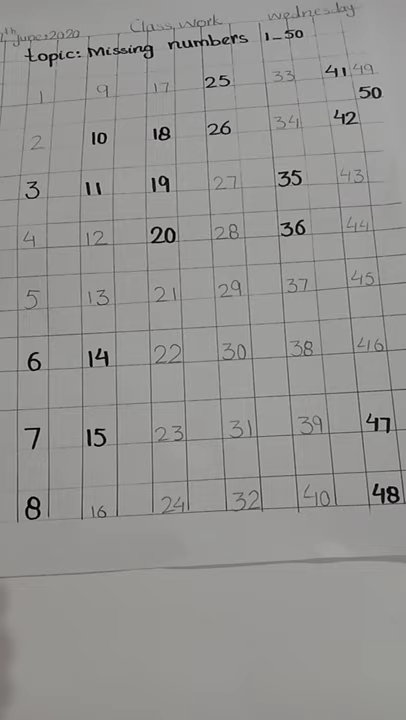 4th June 2020 Class Work Wednesday
topic: Missing numbers 1_50
1 9 17 25 33 41 49
50
2 10 18 26 34 42
3 11 19 27 35 43
4 12 20 28 36 44
5 13 21 29 37 45
6 14 22 30 38 46
7 15 23 31 39 47
8 16 24 32 40 48